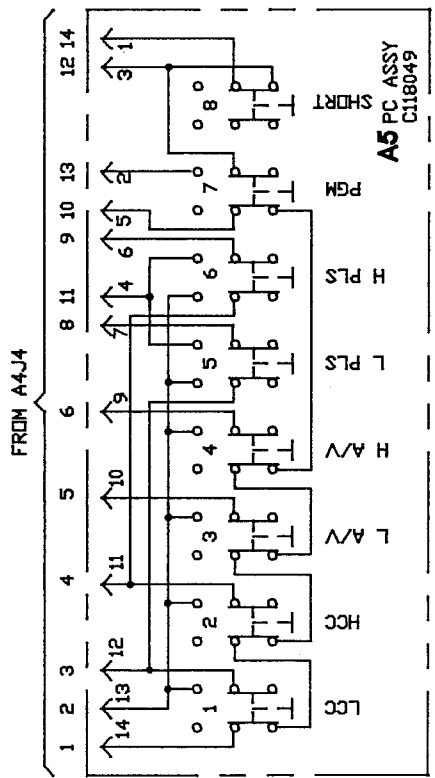 FROM A4J4
1 2 3 4 5 6 8 11 9 10 13 12 14
14 13 12 11 10 9 7 4 6 5 2 3 1
1 2 3 4 5 6 7 8
LCC HCC L A/V H A/V L PLS H PLS PGM SHORT
A5 PC ASSY
C118049